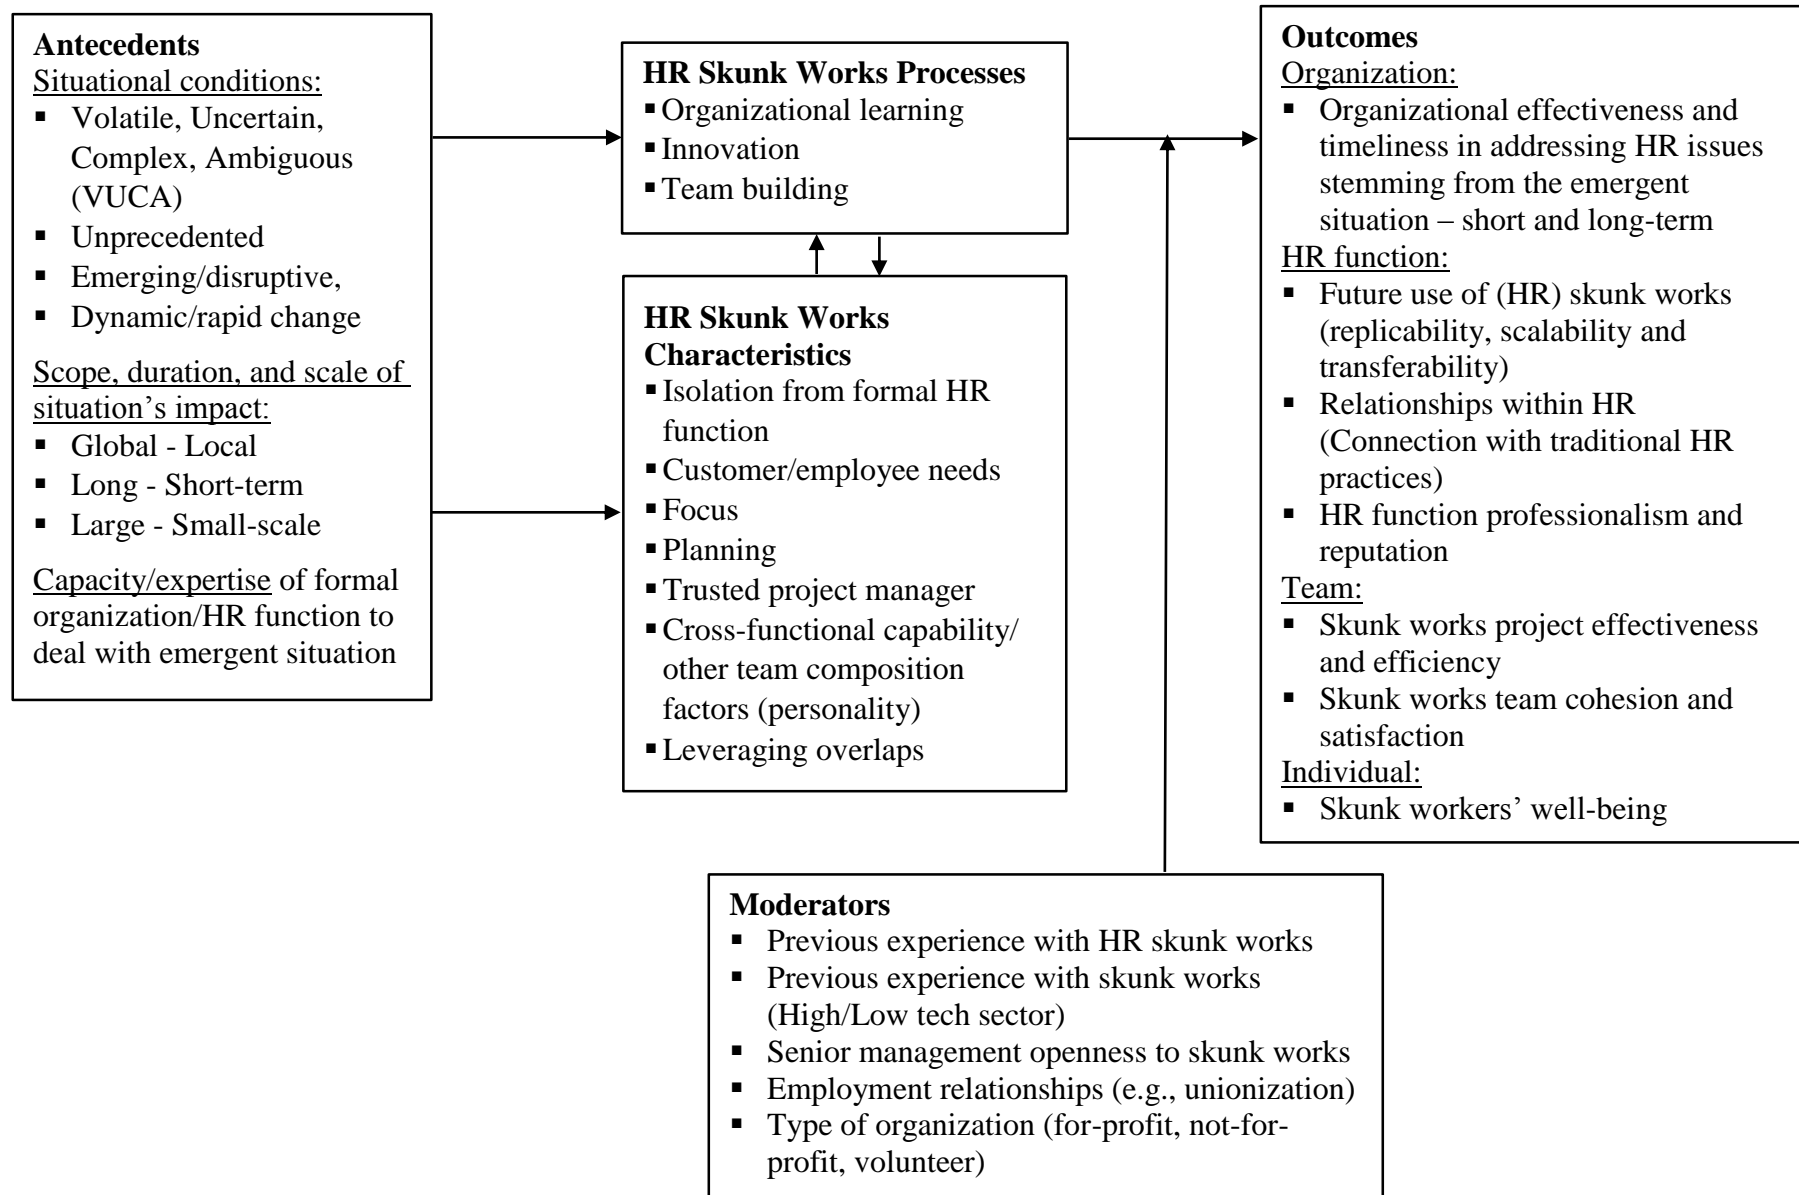 Antecedents
Situational conditions:
▪ Volatile, Uncertain,
Complex, Ambiguous
(VUCA)
▪ Unprecedented
▪ Emerging/disruptive,
▪ Dynamic/rapid change
Scope, duration, and scale of
situation’s impact:
▪ Global - Local
▪ Long - Short-term
▪ Large - Small-scale
Capacity/expertise of formal
organization/HR function to
deal with emergent situation
HR Skunk Works Processes
▪ Organizational learning
▪ Innovation
▪ Team building
HR Skunk Works
Characteristics
▪ Isolation from formal HR
function
▪ Customer/employee needs
▪ Focus
▪ Planning
▪ Trusted project manager
▪ Cross-functional capability/
other team composition
factors (personality)
▪ Leveraging overlaps
Outcomes
Organization:
▪ Organizational effectiveness and
timeliness in addressing HR issues
stemming from the emergent
situation – short and long-term
HR function:
▪ Future use of (HR) skunk works
(replicability, scalability and
transferability)
▪ Relationships within HR
(Connection with traditional HR
practices)
▪ HR function professionalism and
reputation
Team:
▪ Skunk works project effectiveness
and efficiency
▪ Skunk works team cohesion and
satisfaction
Individual:
▪ Skunk workers’ well-being
Moderators
▪ Previous experience with HR skunk works
▪ Previous experience with skunk works
(High/Low tech sector)
▪ Senior management openness to skunk works
▪ Employment relationships (e.g., unionization)
▪ Type of organization (for-profit, not-for-
profit, volunteer)